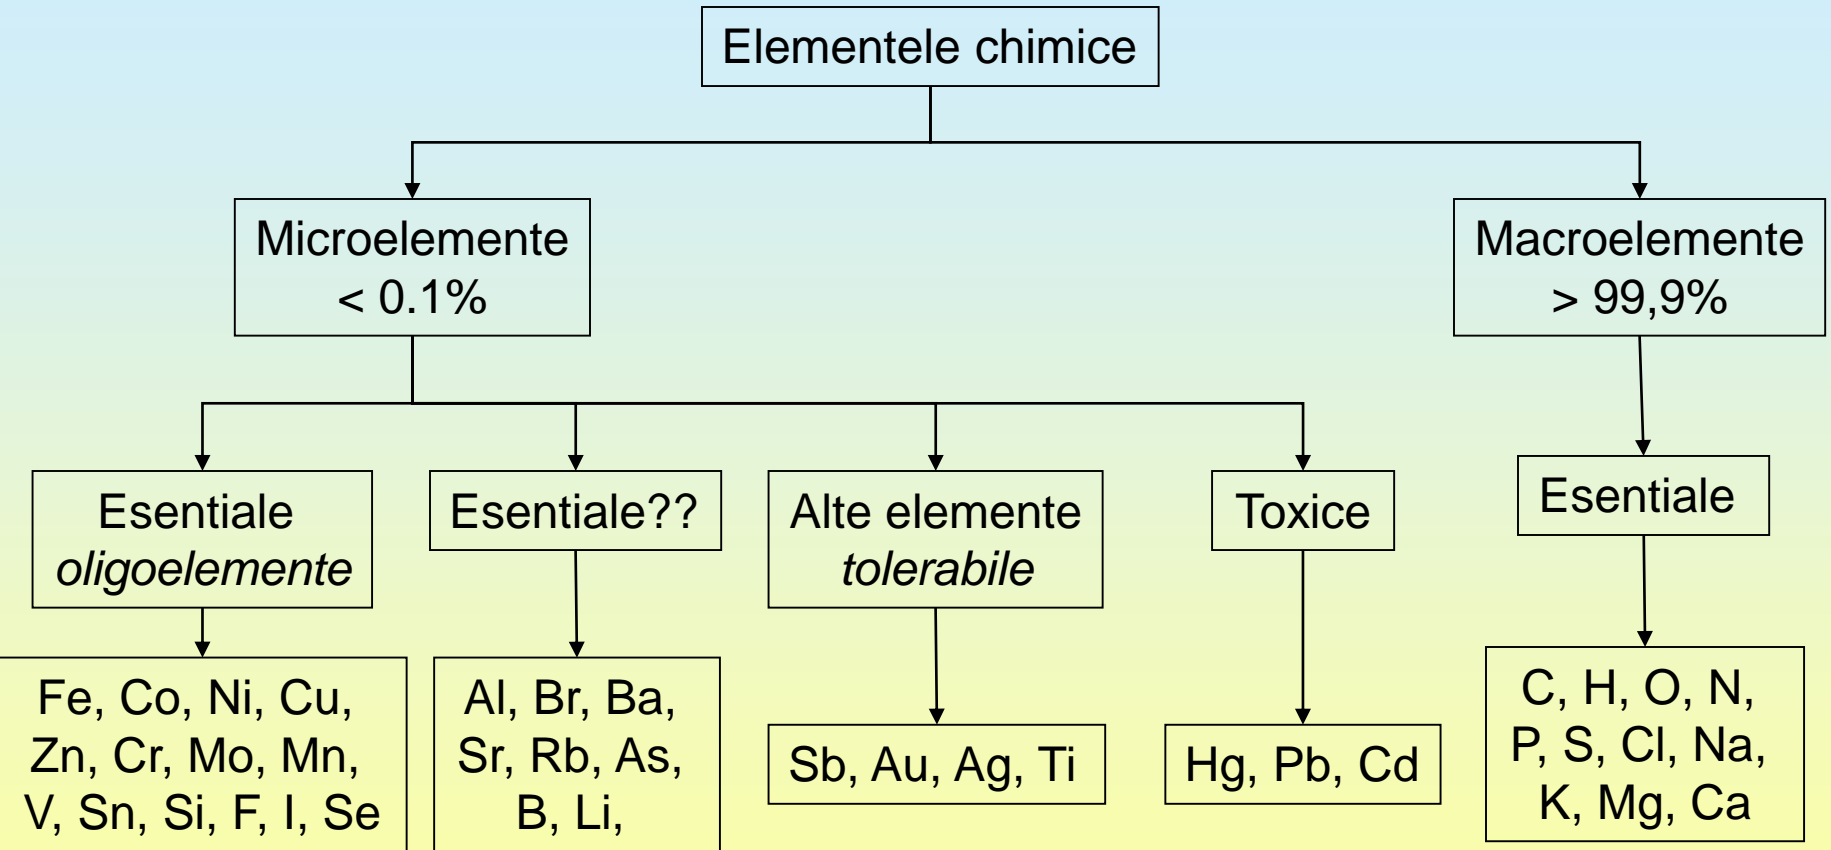 Elementele chimice
Microelemente
< 0.1%
Macroelemente
> 99,9%
Esentiale
oligoelemente
Esentiale??
Alte elemente
tolerabile
Toxice
Esentiale
Fe, Co, Ni, Cu,
Zn, Cr, Mo, Mn,
V, Sn, Si, F, I, Se
Al, Br, Ba,
Sr, Rb, As,
B, Li,
Sb, Au, Ag, Ti
Hg, Pb, Cd
C, H, O, N,
P, S, Cl, Na,
K, Mg, Ca